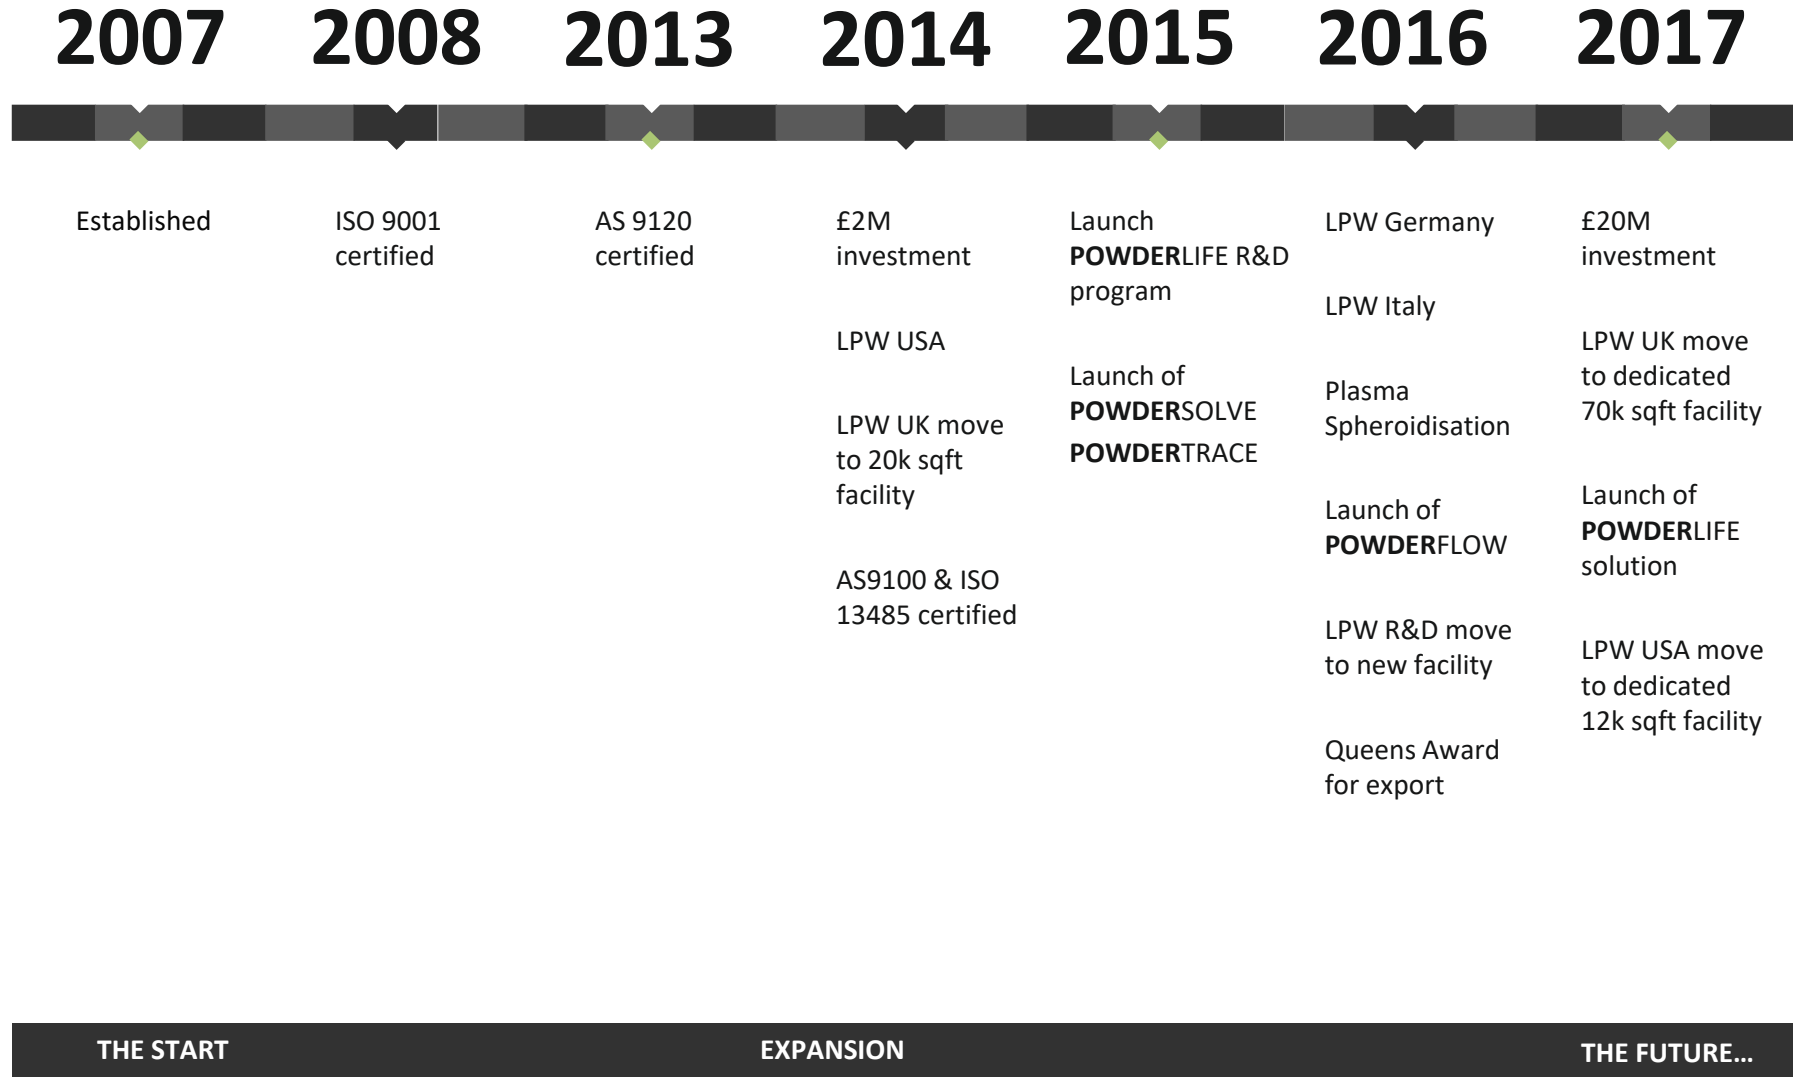 2007
2008
2013
2014
2015
2016
2017
Established
ISO 9001
certified
AS 9120
certified
£2M
investment
LPW USA
LPW UK move
to 20k sqft
facility
AS9100 & ISO
13485 certified
Launch
POWDERLIFE R&D
program
Launch of
POWDERSOLVE
POWDERTRACE
LPW Germany
LPW Italy
Plasma
Spheroidisation
Launch of
POWDERFLOW
LPW R&D move
to new facility
Queens Award
for export
£20M
investment
LPW UK move
to dedicated
70k sqft facility
Launch of
POWDERLIFE
solution
LPW USA move
to dedicated
12k sqft facility
THE START
EXPANSION
THE FUTURE...